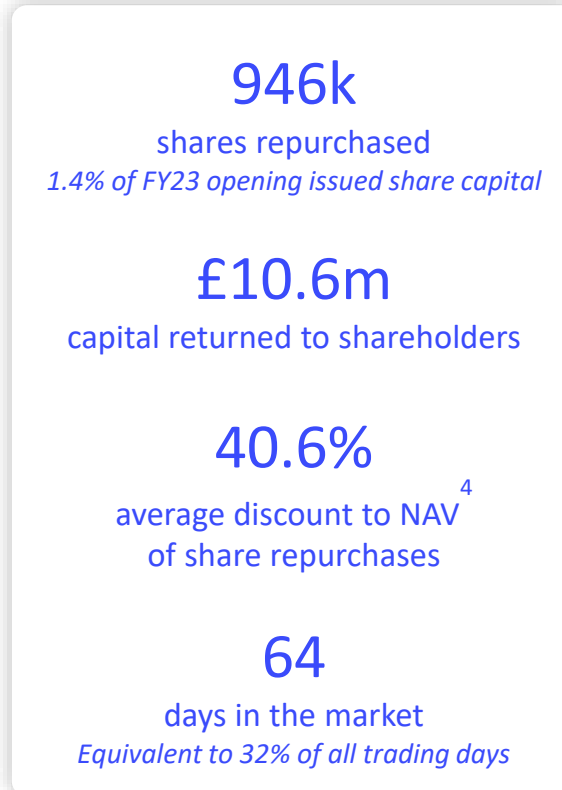 946k
shares repurchased
1.4% of FY23 opening issued share capital
£10.6m
capital returned to shareholders
40.6%
average discount to NAV 4
of share repurchases
64
days in the market
Equivalent to 32% of all trading days